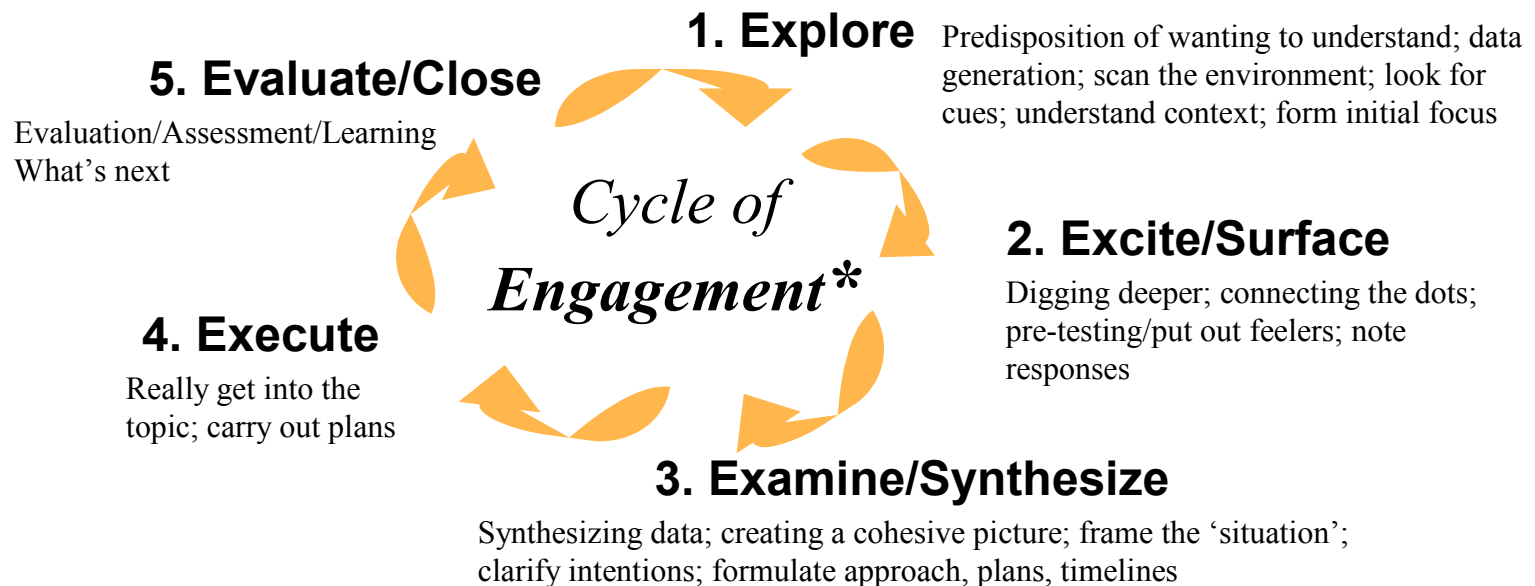 1. Explore
Predisposition of wanting to understand; data
generation; scan the environment; look for
cues; understand context; form initial focus
2. Excite/Surface
Digging deeper; connecting the dots;
pre-testing/put out feelers; note
responses
3. Examine/Synthesize
Synthesizing data; creating a cohesive picture; frame the ‘situation’;
clarify intentions; formulate approach, plans, timelines
4. Execute
Really get into the
topic; carry out plans
5. Evaluate/Close
Evaluation/Assessment/Learning
What’s next
Cycle of
Engagement*